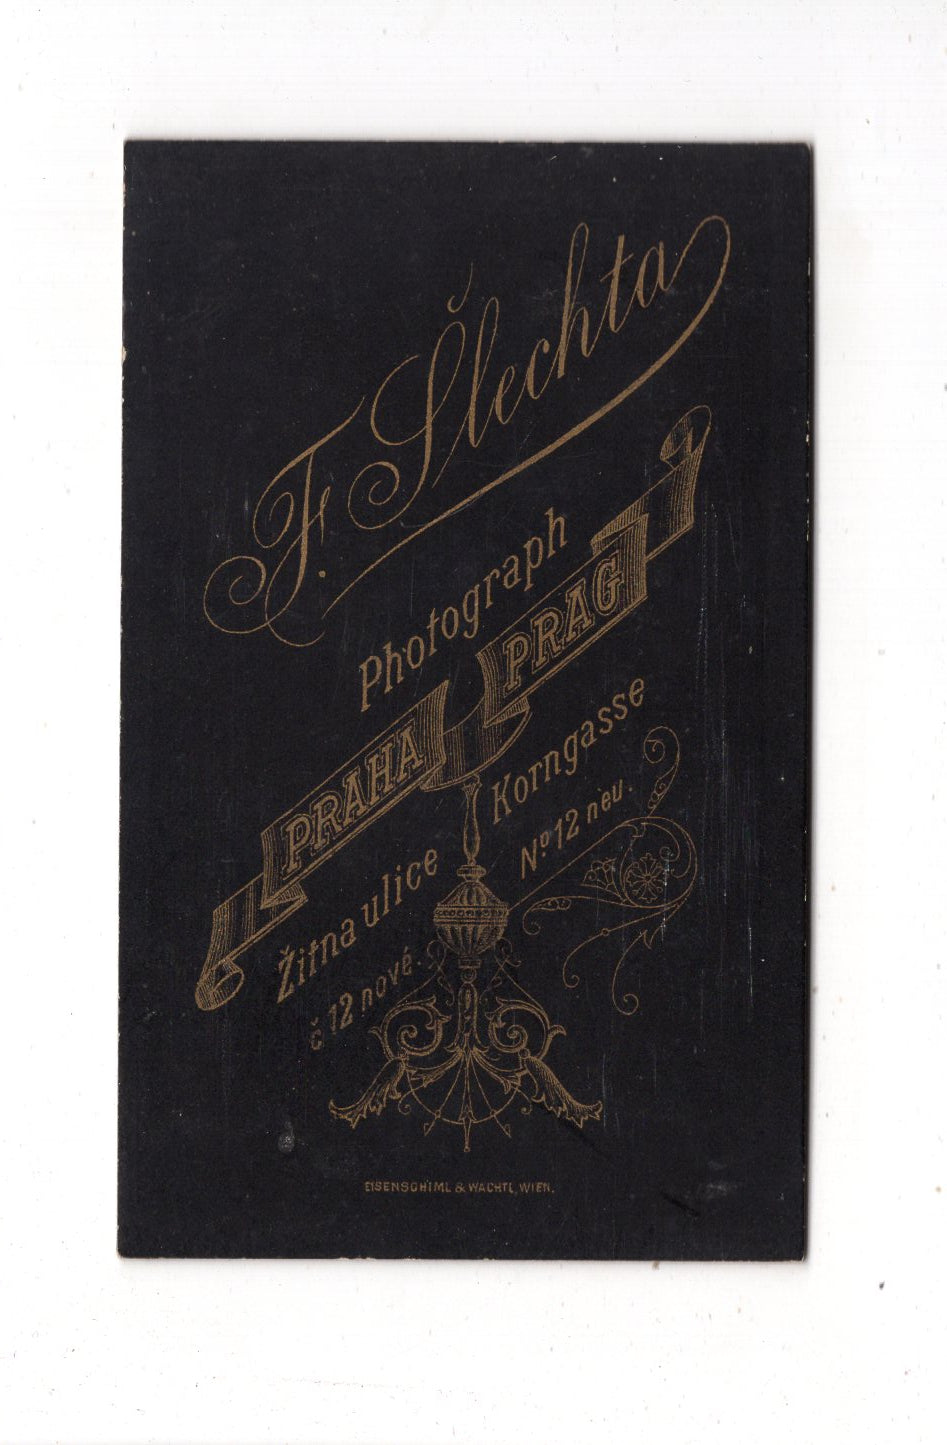 F. Šlechta
Photograph
PRAHA PRAG
Žitna ulice
č 12 nové.
Korngasse
No. 12 neu.
EISENSCHIML & WACHTL, WIEN.